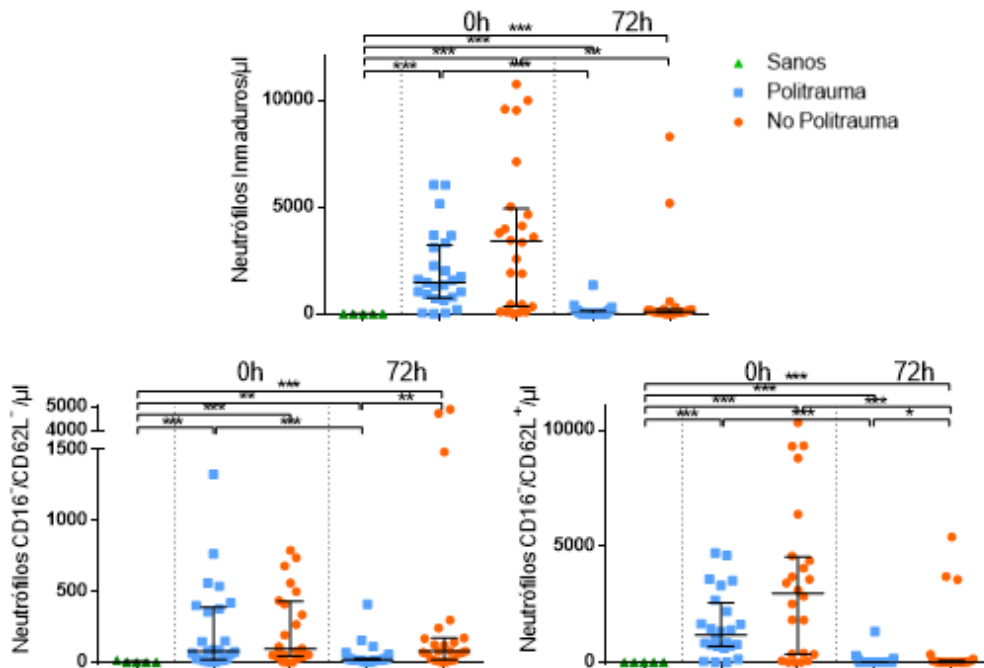 0h 72h
***
***
*** **
*** ***
Neutrófilos Inmaduros/µl
10000
5000
0
Sanos
Politrauma
No Politrauma
0h 72h
***
** **
***
*** ***
Neutrófilos CD16⁻/CD62L⁻/µl
5000
4000
1500
1000
500
0
0h 72h
***
***
*** ***
*** *** *
Neutrófilos CD16⁻/CD62L⁺/µl
10000
5000
0